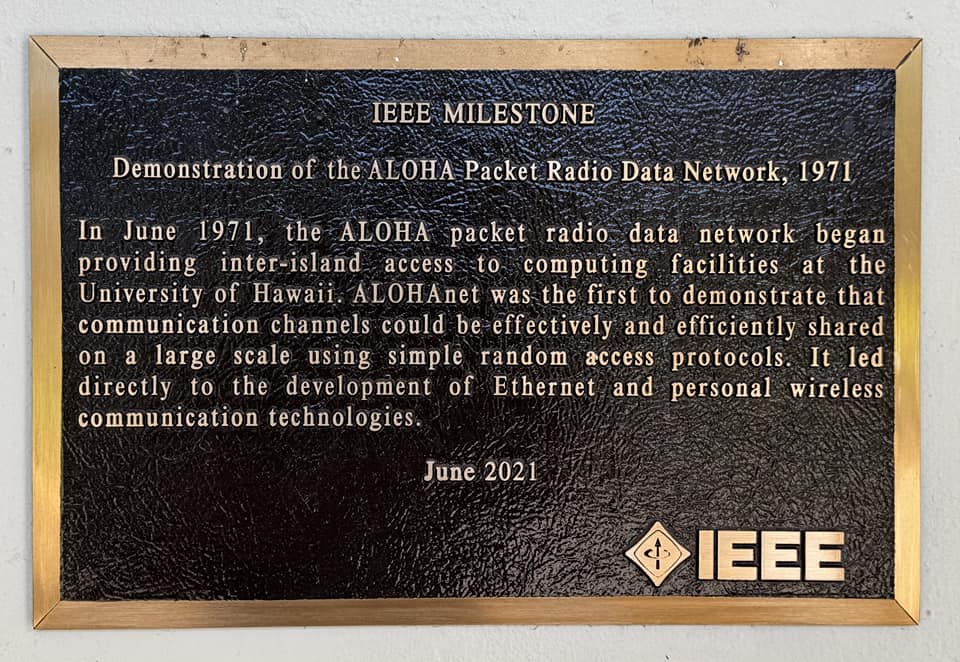 IEEE MILESTONE
Demonstration of the ALOHA Packet Radio Data Network, 1971
In June 1971, the ALOHA packet radio data network began
providing inter-island access to computing facilities at the
University of Hawaii. ALOHAnet was the first to demonstrate that
communication channels could be effectively and efficiently shared
on a large scale using simple random access protocols. It led
directly to the development of Ethernet and personal wireless
communication technologies.
June 2021
IEEE